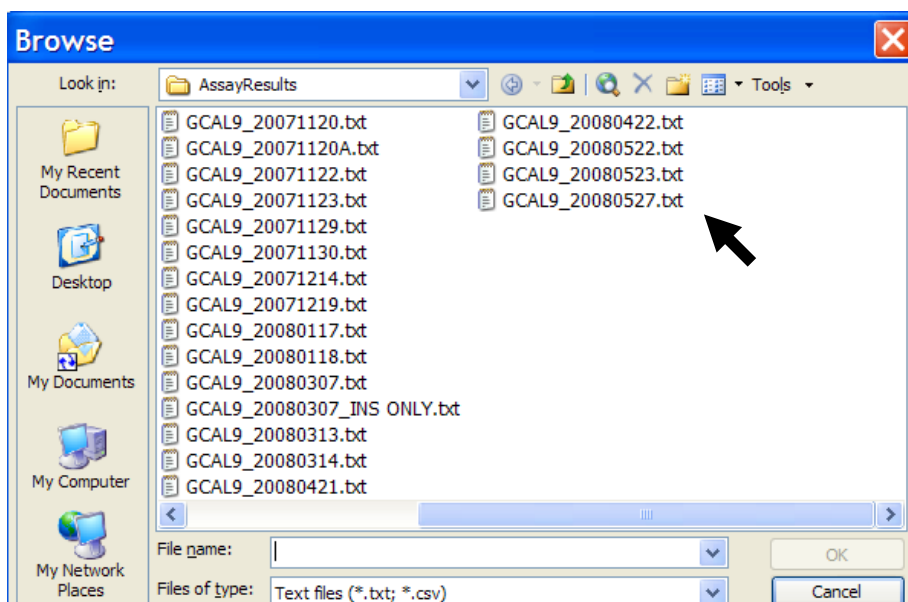 Browse
Look in:
AssayResults
Tools
My Recent
Documents
Desktop
My Documents
My Computer
My Network
Places
GCAL9_20071120.txt
GCAL9_20071120A.txt
GCAL9_20071122.txt
GCAL9_20071123.txt
GCAL9_20071129.txt
GCAL9_20071130.txt
GCAL9_20071214.txt
GCAL9_20071219.txt
GCAL9_20080117.txt
GCAL9_20080118.txt
GCAL9_20080307.txt
GCAL9_20080307_INS ONLY.txt
GCAL9_20080313.txt
GCAL9_20080314.txt
GCAL9_20080421.txt
GCAL9_20080422.txt
GCAL9_20080522.txt
GCAL9_20080523.txt
GCAL9_20080527.txt
File name:
OK
Files of type:
Text files (*.txt; *.csv)
Cancel